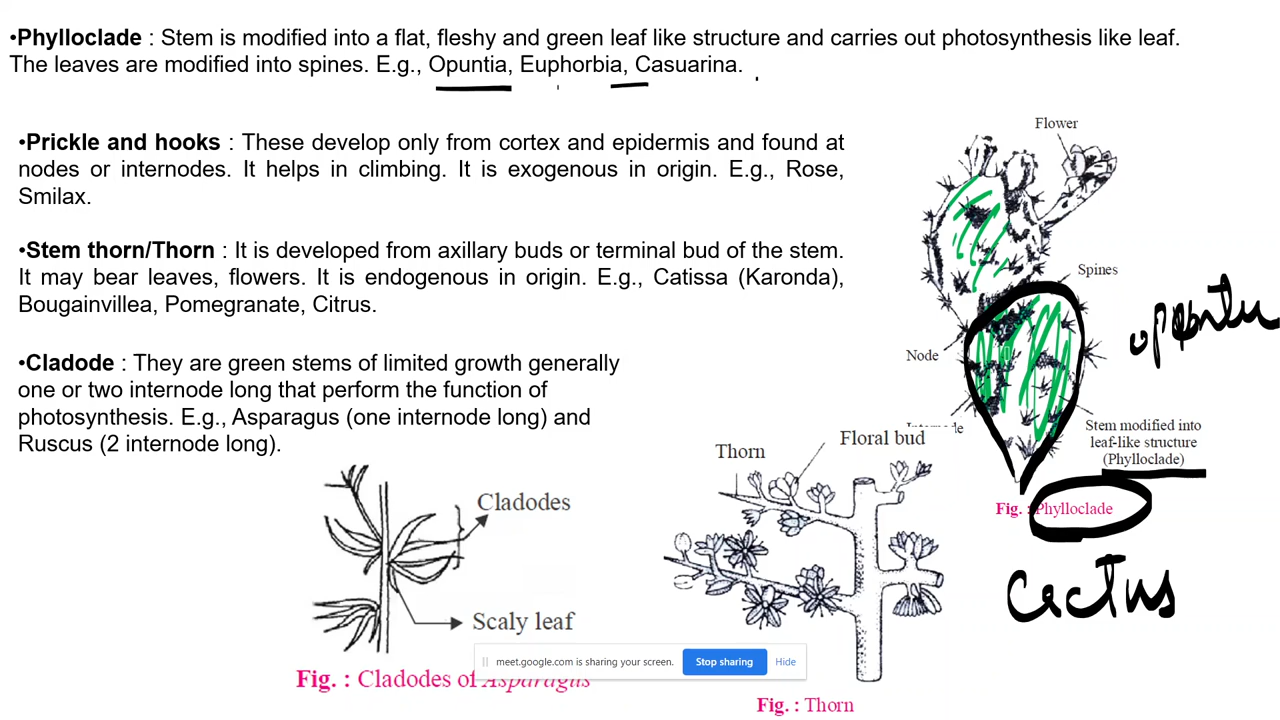 •Phylloclade : Stem is modified into a flat, fleshy and green leaf like structure and carries out photosynthesis like leaf.
The leaves are modified into spines. E.g., Opuntia, Euphorbia, Casuarina.
•Prickle and hooks : These develop only from cortex and epidermis and found at
nodes or internodes. It helps in climbing. It is exogenous in origin. E.g., Rose,
Smilax.
•Stem thorn/Thorn : It is developed from axillary buds or terminal bud of the stem.
It may bear leaves, flowers. It is endogenous in origin. E.g., Catissa (Karonda),
Bougainvillea, Pomegranate, Citrus.
•Cladode : They are green stems of limited growth generally
one or two internode long that perform the function of
photosynthesis. E.g., Asparagus (one internode long) and
Ruscus (2 internode long).
Flower
Spines
Node
Internode
Stem modified into
leaf-like structure
(Phylloclade)
Fig. : Phylloclade
cactus
Thorn
Floral bud
Fig. : Thorn
Cladodes
Scaly leaf
Fig. : Cladodes of Asparagus
meet.google.com is sharing your screen.
Stop sharing
Hide